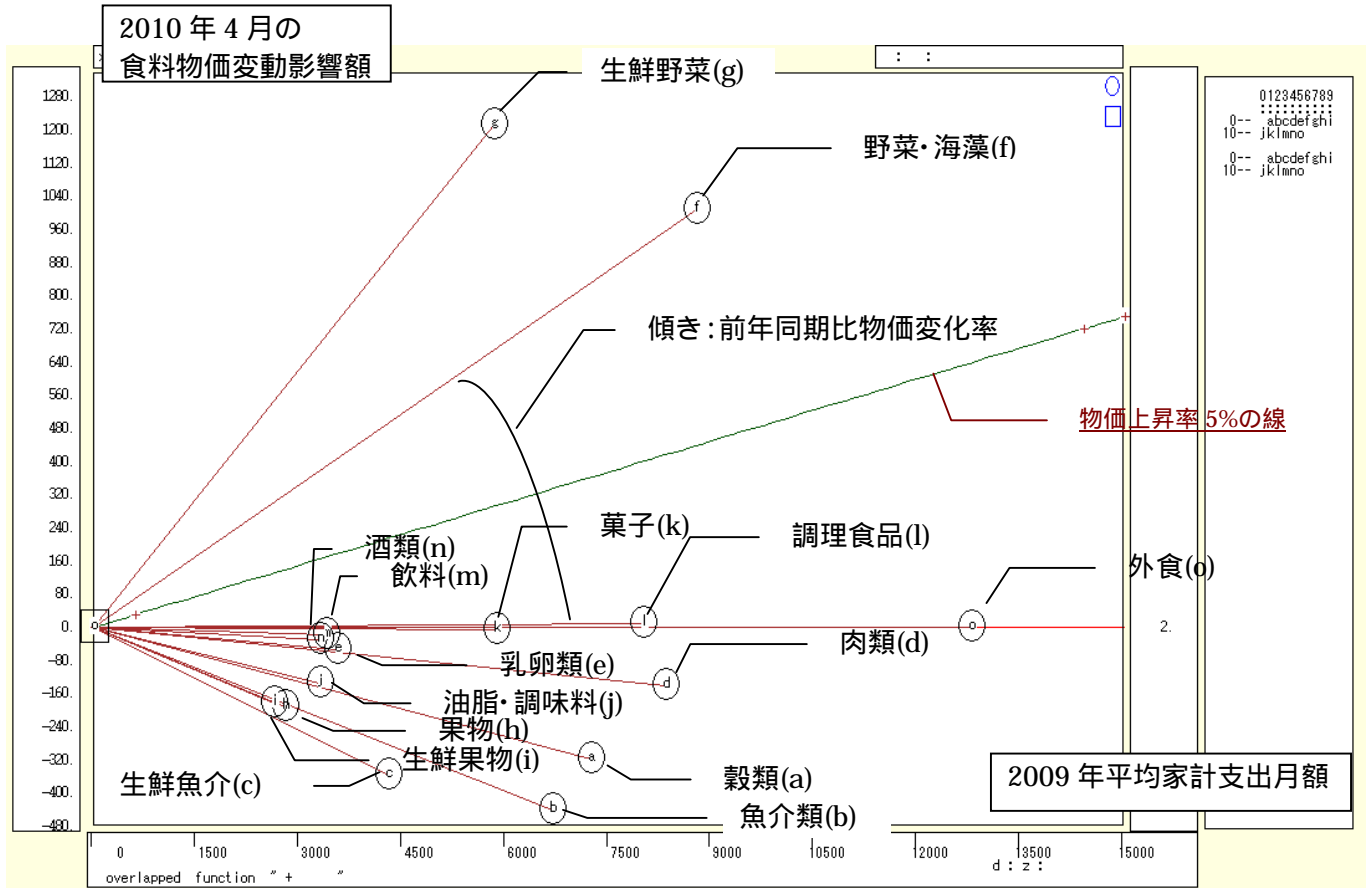 2010 年 4 月の
食料物価変動影響額
: :
生鮮野菜(g)
1280.
1200.
1120.
1040.
960.
880.
800.
720.
640.
560.
480.
400.
320.
240.
160.
80.
0.
-80.
-160.
-240.
-320.
-400.
-480.
0123456789
::::::::::
0-- abcdefghi
10-- jklmno
0-- abcdefghi
10-- jklmno
g
野菜・海藻(f)
f
傾き:前年同期比物価変化率
物価上昇率 5%の線
菓子(k)
調理食品(l)
酒類(n)
飲料(m)
外食(o)
o
n
m
k
l
o
2.
e
肉類(d)
乳卵類(e)
d
j
油脂・調味料(j)
i
h
果物(h)
生鮮果物(i)
a
生鮮魚介(c)
c
穀類(a)
2009 年平均家計支出月額
b
魚介類(b)
0 1500 3000 4500 6000 7500 9000 10500 12000 13500 15000
d : z :
overlapped function " + "